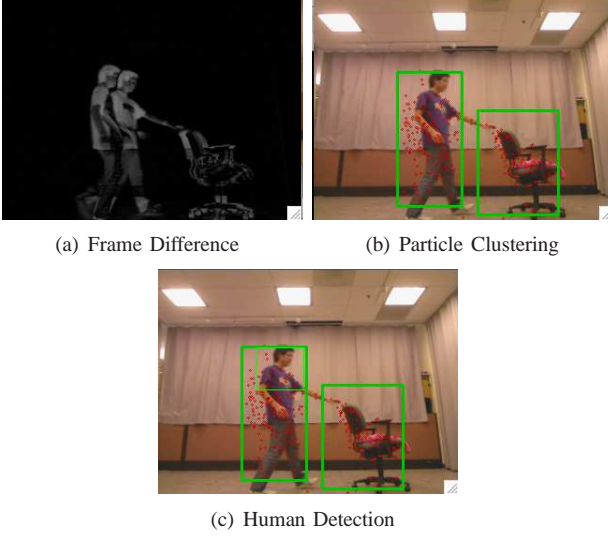 (a) Frame Difference
(b) Particle Clustering
(c) Human Detection